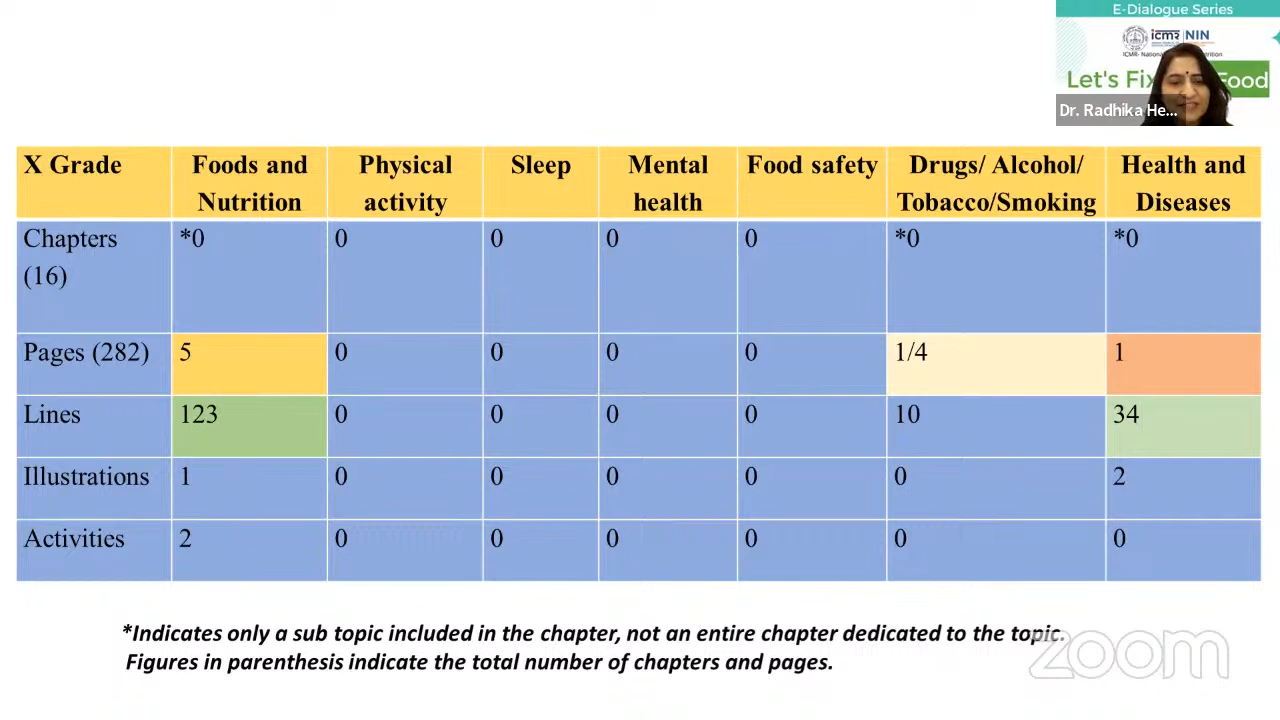 E-Dialogue Series
icmr NIN
ICMR- National
Let's Fix Food
Dr. Radhika He...
X Grade Foods and Nutrition Physical activity Sleep Mental health Food safety Drugs/ Alcohol/ Tobacco/Smoking Health and Diseases
Chapters (16) *0 0 0 0 0 *0 *0
Pages (282) 5 0 0 0 0 1/4 1
Lines 123 0 0 0 0 10 34
Illustrations 1 0 0 0 0 0 2
Activities 2 0 0 0 0 0 0
*Indicates only a sub topic included in the chapter, not an entire chapter dedicated to the topic.
Figures in parenthesis indicate the total number of chapters and pages.
zoom